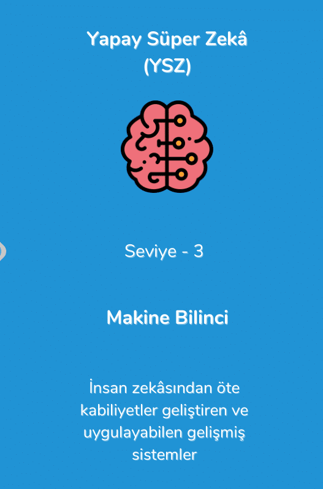 Yapay Süper Zekâ
(YSZ)
Seviye - 3
Makine Bilinci
İnsan zekâsından öte
kabiliyetler geliştiren ve
uygulayabilen gelişmiş
sistemler